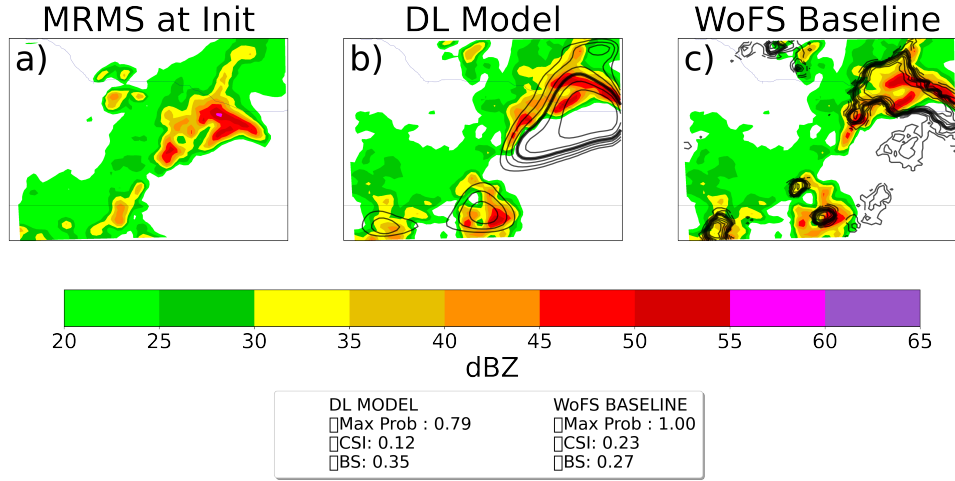 MRMS at Init
DL Model
WoFS Baseline
a)
b)
c)
20 25 30 35 40 45 50 55 60 65
dBZ
DL MODEL
▯Max Prob : 0.79
▯CSI: 0.12
▯BS: 0.35
WoFS BASELINE
▯Max Prob : 1.00
▯CSI: 0.23
▯BS: 0.27